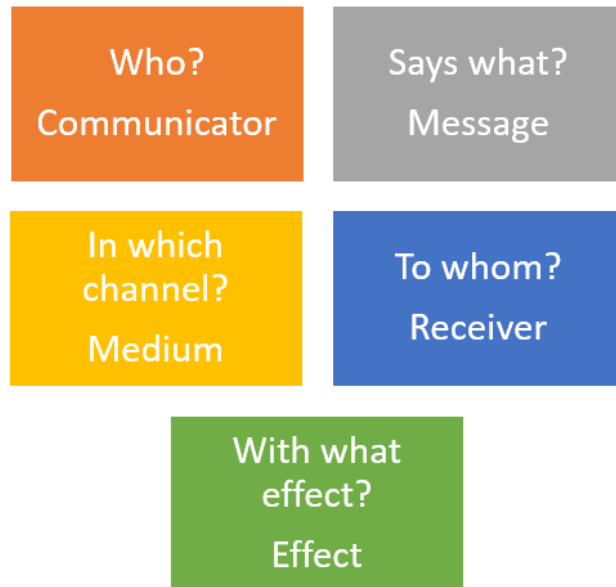 Who?
Communicator
Says what?
Message
In which
channel?
Medium
To whom?
Receiver
With what
effect?
Effect